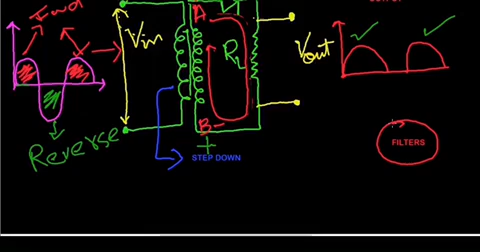 Fwd
Vin
A
RL
Vout
B-
+
Reverse
STEP DOWN
FILTERS